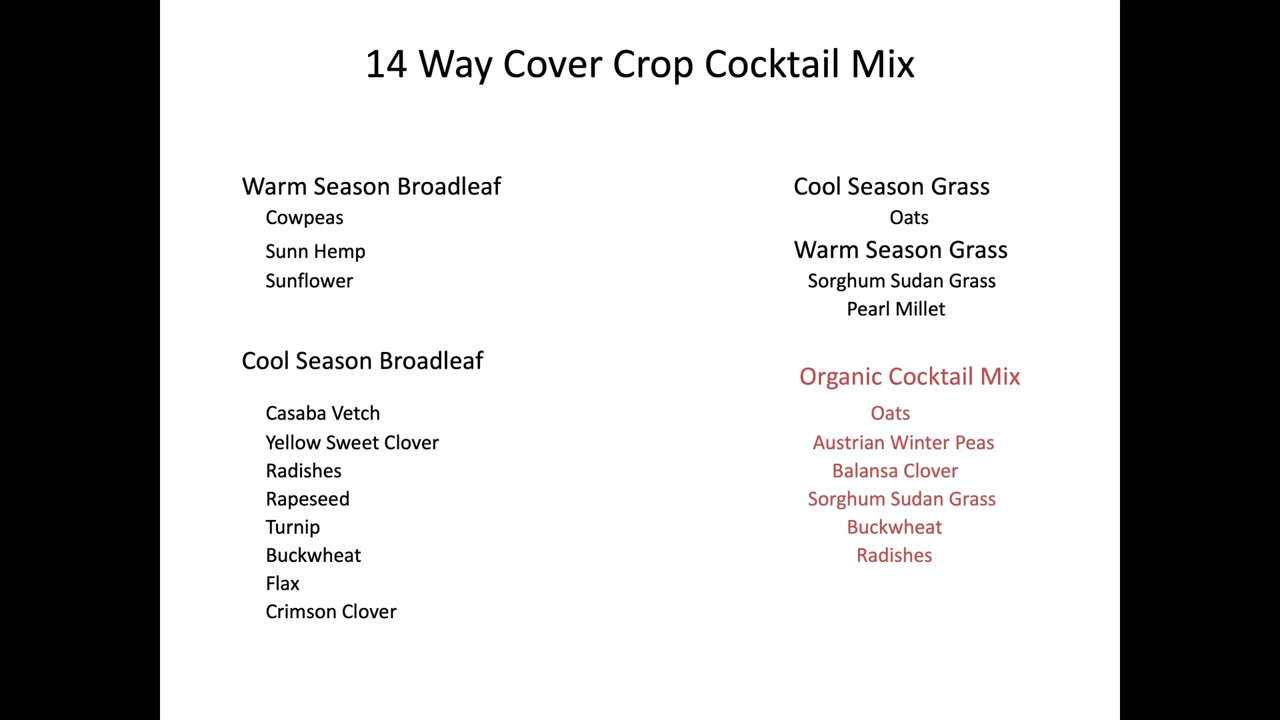 14 Way Cover Crop Cocktail Mix
Warm Season Broadleaf
Cowpeas
Sunn Hemp
Sunflower
Cool Season Broadleaf
Casaba Vetch
Yellow Sweet Clover
Radishes
Rapeseed
Turnip
Buckwheat
Flax
Crimson Clover
Cool Season Grass
Oats
Warm Season Grass
Sorghum Sudan Grass
Pearl Millet
Organic Cocktail Mix
Oats
Austrian Winter Peas
Balansa Clover
Sorghum Sudan Grass
Buckwheat
Radishes